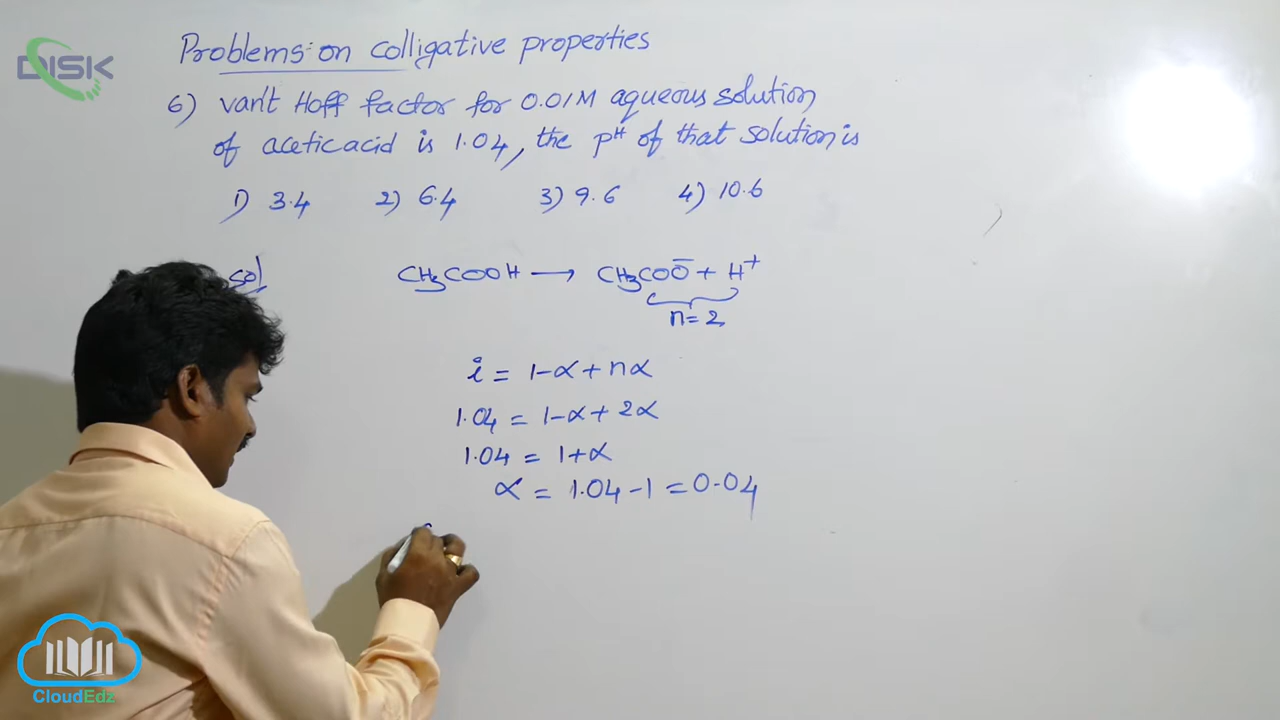 DISK
Problems on colligative properties
6) van't Hoff factor for 0.01M aqueous solution
of acetic acid is 1.04, the pH of that solution is
1) 3.4 2) 6.4 3) 9.6 4) 10.6
sol CH3COOH → CH3COO⁻ + H⁺
n=2
i = 1-α + nα
1.04 = 1-α + 2α
1.04 = 1+α
α = 1.04 - 1 = 0.04
CloudEdz